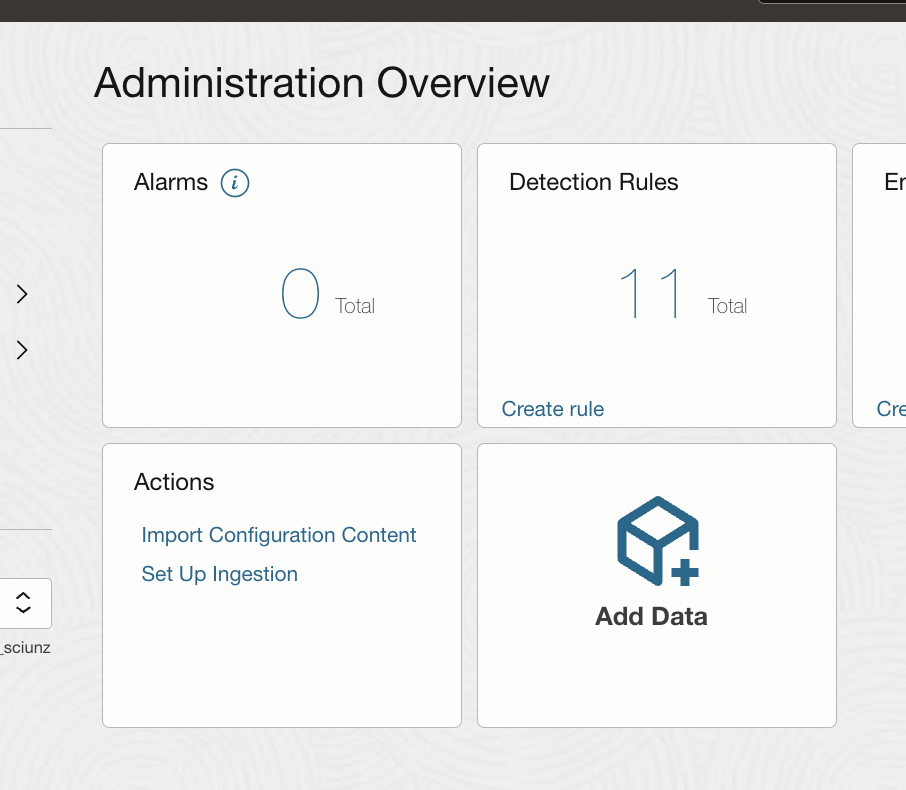 Administration Overview
Alarms
0 Total
Detection Rules
11 Total
Create rule
Er
Cre
Actions
Import Configuration Content
Set Up Ingestion
Add Data
_sciunz